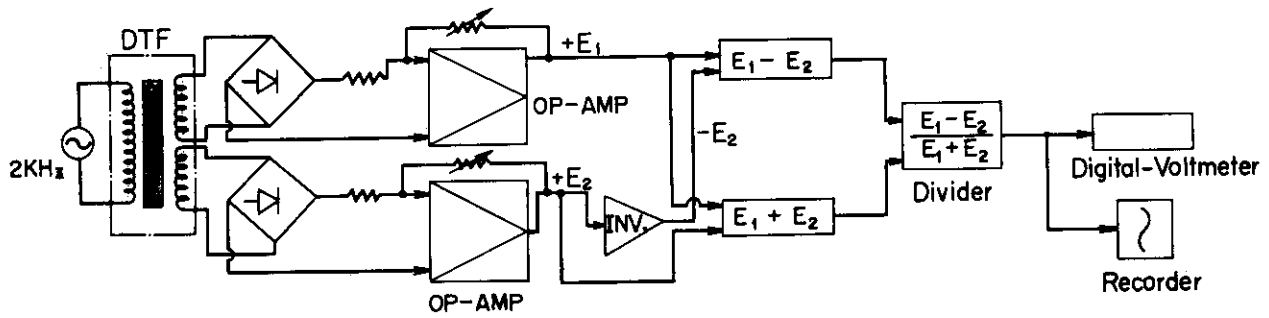 DTF
2KHz
+E₁
OP-AMP
+E₂
OP-AMP
INV.
-E₂
E₁ - E₂
E₁ + E₂
E₁ - E₂
E₁ + E₂
Divider
Digital-Voltmeter
Recorder